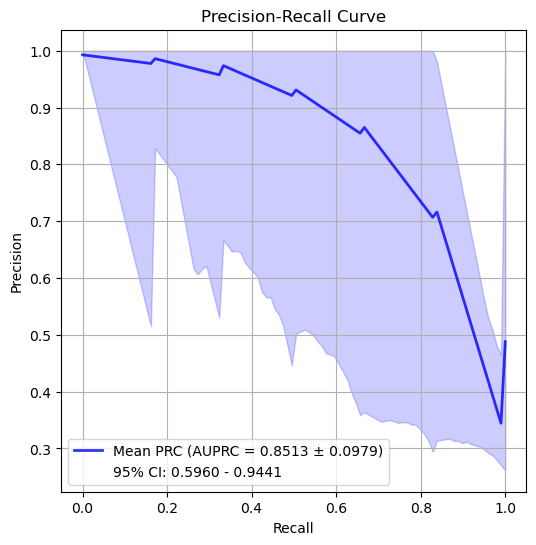 Precision-Recall Curve
1.0
0.9
0.8
0.7
0.6
0.5
0.4
0.3
Precision
Mean PRC (AUPRC = 0.8513 ± 0.0979)
95% CI: 0.5960 - 0.9441
0.0 0.2 0.4 0.6 0.8 1.0
Recall